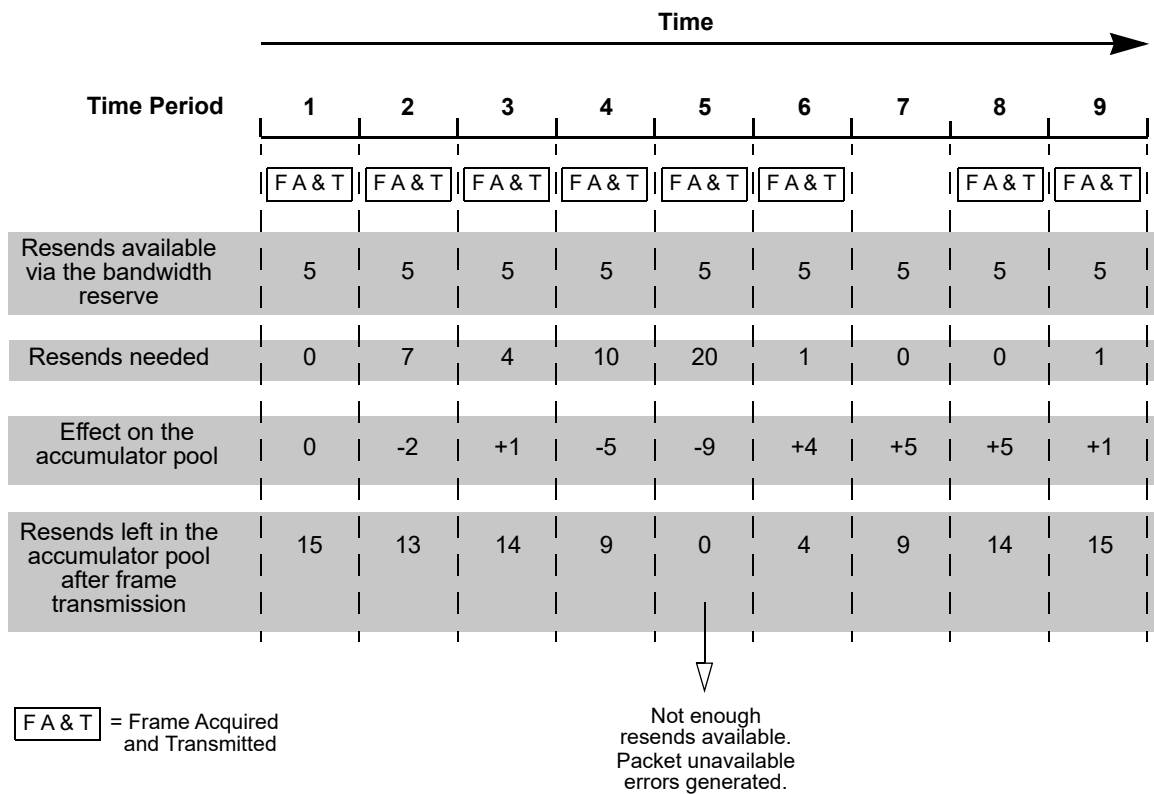 Time
Time Period 1 2 3 4 5 6 7 8 9
F A & T F A & T F A & T F A & T F A & T F A & T F A & T F A & T
Resends available
via the bandwidth
reserve
5 5 5 5 5 5 5 5 5
Resends needed 0 7 4 10 20 1 0 0 1
Effect on the
accumulator pool
0 -2 +1 -5 -9 +4 +5 +5 +1
Resends left in the
accumulator pool
after frame
transmission
15 13 14 9 0 4 9 14 15
F A & T = Frame Acquired
and Transmitted
Not enough
resends available.
Packet unavailable
errors generated.